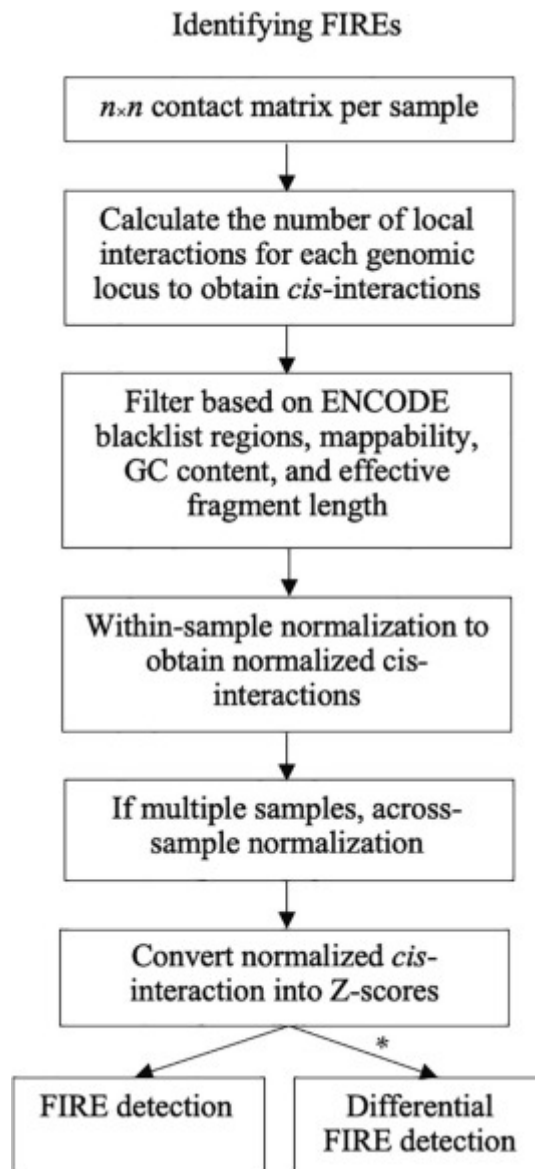 Identifying FIREs
n×n contact matrix per sample
Calculate the number of local
interactions for each genomic
locus to obtain cis-interactions
Filter based on ENCODE
blacklist regions, mappability,
GC content, and effective
fragment length
Within-sample normalization to
obtain normalized cis-
interactions
If multiple samples, across-
sample normalization
Convert normalized cis-
interaction into Z-scores
*
FIRE detection
Differential
FIRE detection